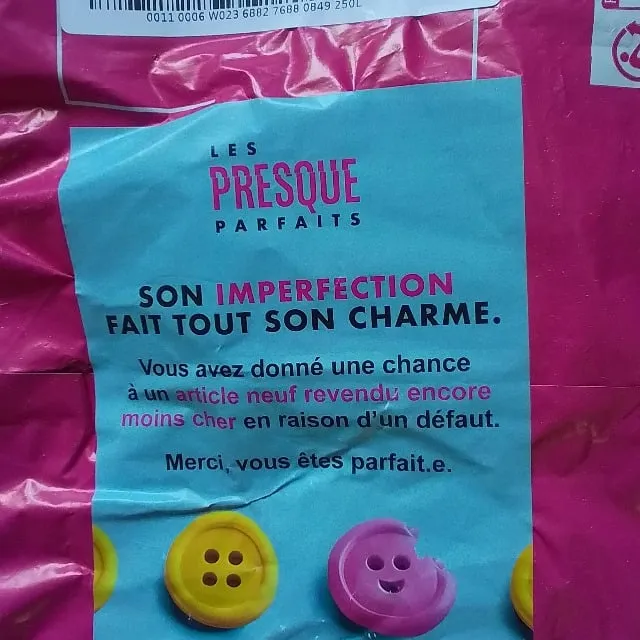 0011 0006 W023 6882 7688 0849 250L
LES
PRESQUE
PARFAITS
SON IMPERFECTION
FAIT TOUT SON CHARME.
Vous avez donné une chance
à un article neuf revendu encore
moins cher en raison d'un défaut.
Merci, vous êtes parfait.e.